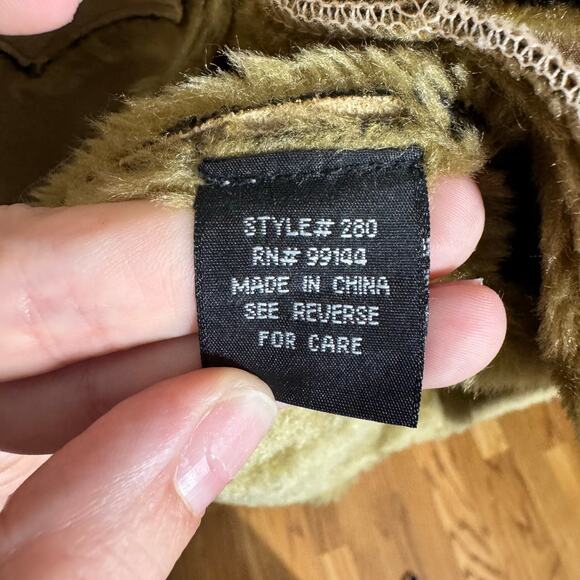 STYLE# 280
RN# 99144
MADE IN CHINA
SEE REVERSE
FOR CARE